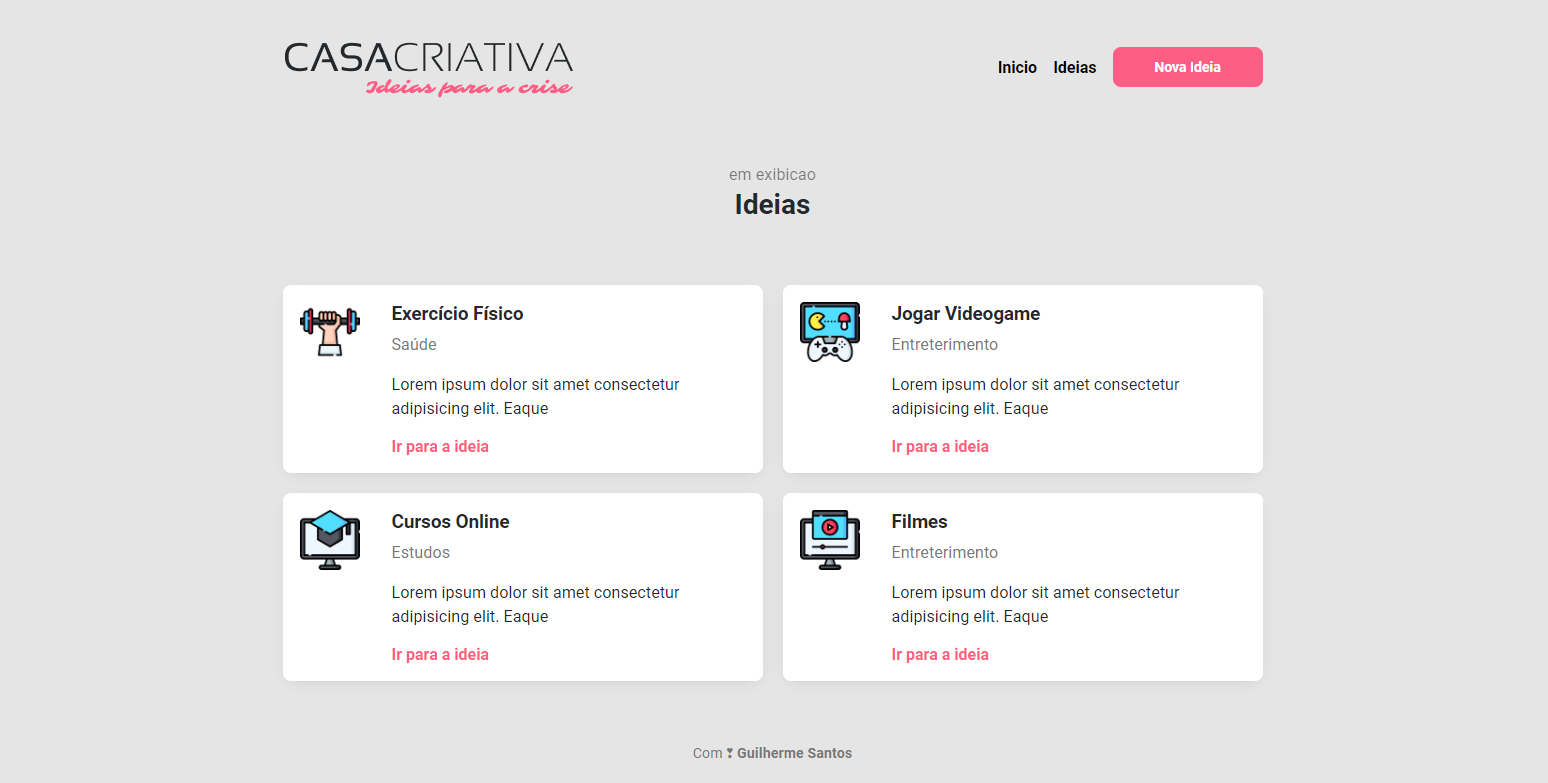 CASACRIATIVA
Ideias para a crise
Inicio Ideias Nova Ideia
em exibicao
Ideias
Exercício Físico
Saúde
Lorem ipsum dolor sit amet consectetur
adipisicing elit. Eaque
Ir para a ideia
Jogar Videogame
Entreterimento
Lorem ipsum dolor sit amet consectetur
adipisicing elit. Eaque
Ir para a ideia
Cursos Online
Estudos
Lorem ipsum dolor sit amet consectetur
adipisicing elit. Eaque
Ir para a ideia
Filmes
Entreterimento
Lorem ipsum dolor sit amet consectetur
adipisicing elit. Eaque
Ir para a ideia
Com ❣ Guilherme Santos